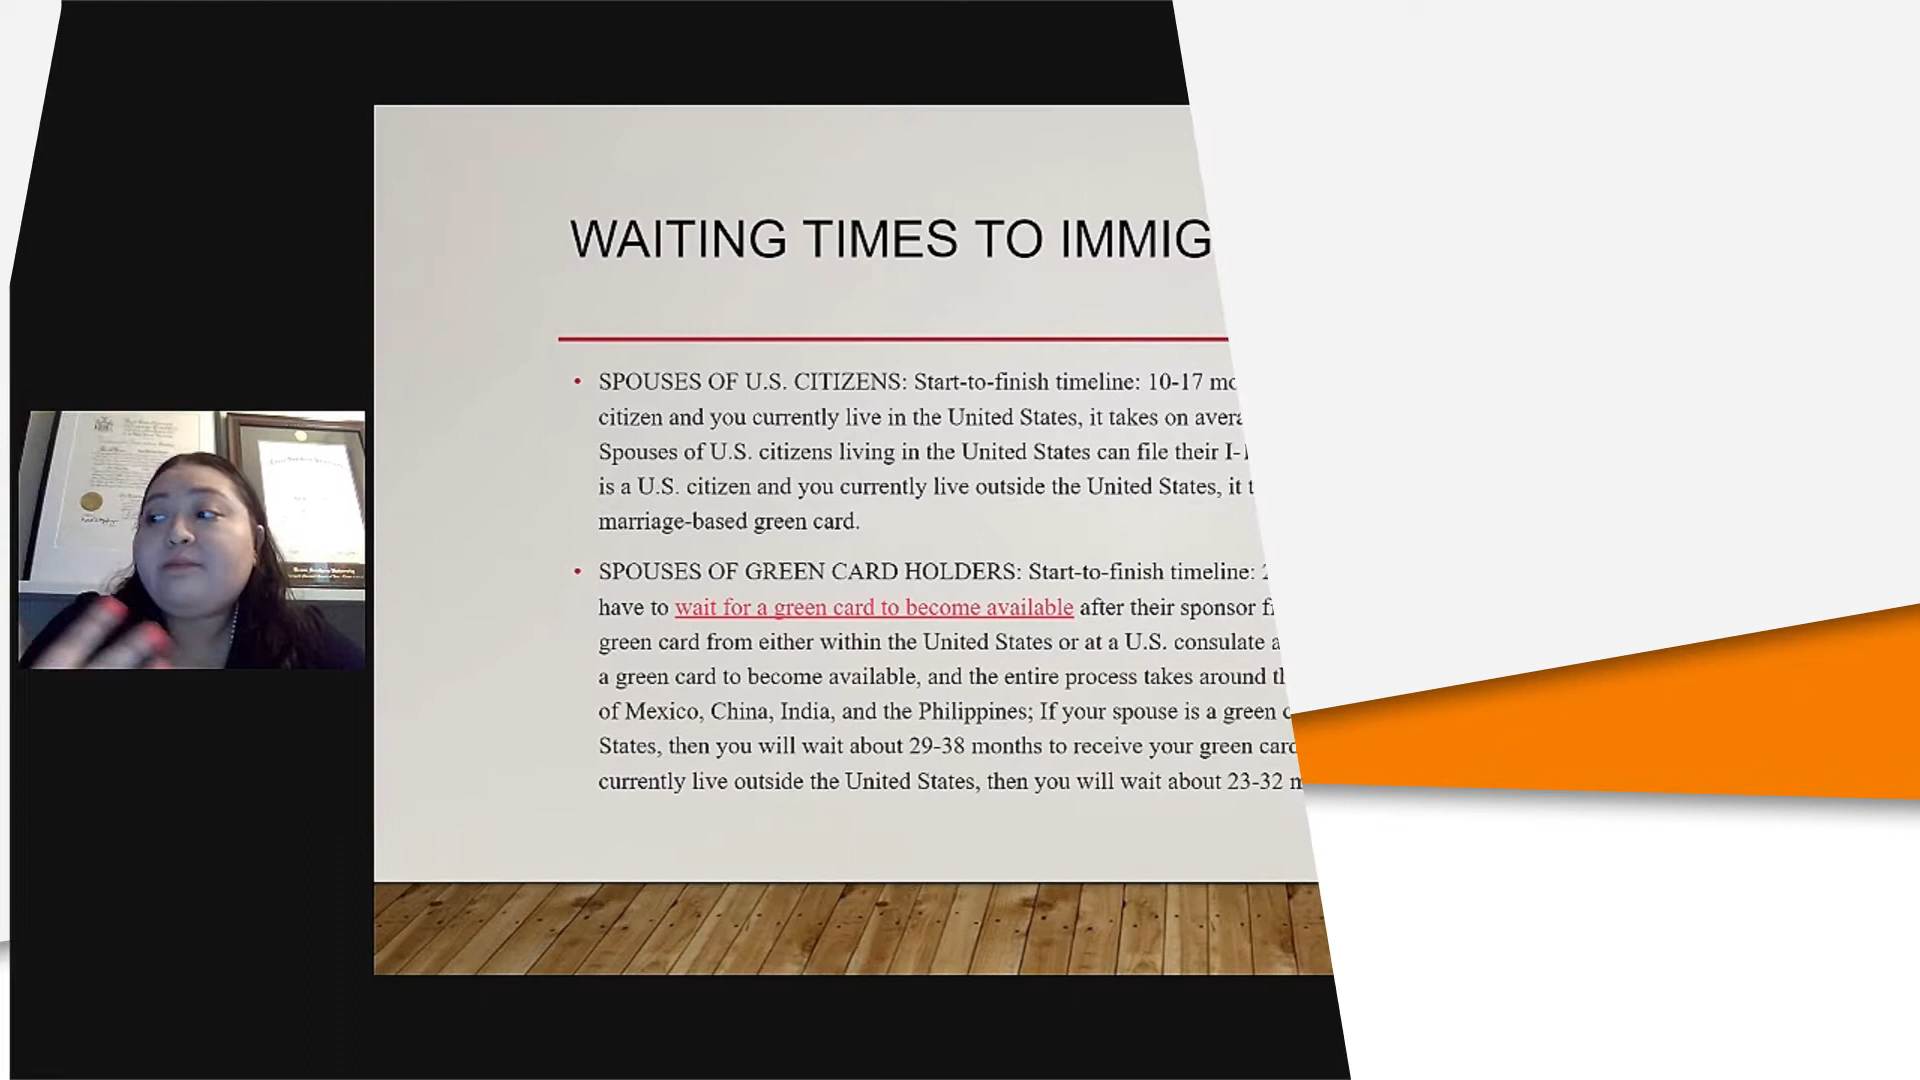 WAITING TIMES TO IMMIG
• SPOUSES OF U.S. CITIZENS: Start-to-finish timeline: 10-17 mo
citizen and you currently live in the United States, it takes on avera
Spouses of U.S. citizens living in the United States can file their I-
is a U.S. citizen and you currently live outside the United States, it t
marriage-based green card.
• SPOUSES OF GREEN CARD HOLDERS: Start-to-finish timeline: 2
have to wait for a green card to become available after their sponsor fi
green card from either within the United States or at a U.S. consulate a
a green card to become available, and the entire process takes around th
of Mexico, China, India, and the Philippines; If your spouse is a green c
States, then you will wait about 29-38 months to receive your green card
currently live outside the United States, then you will wait about 23-32 m